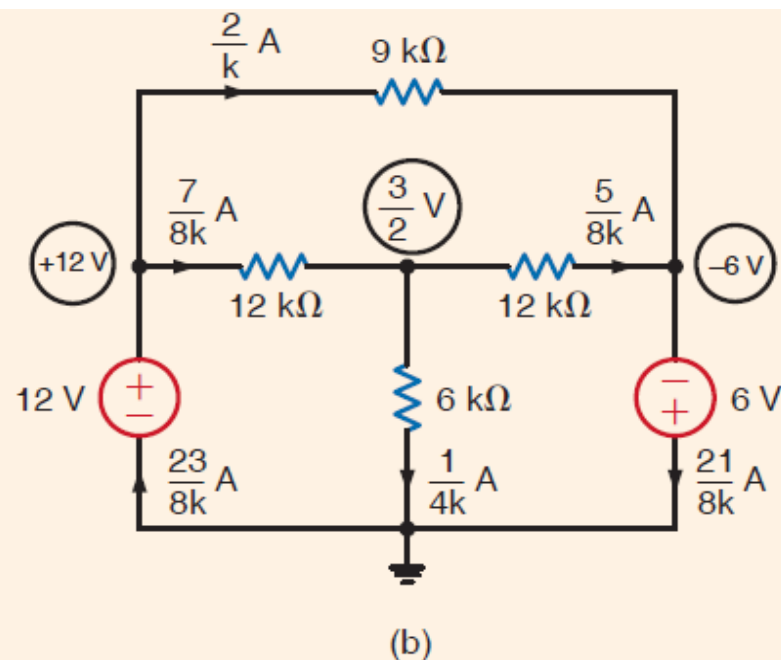 2/k A
9 kΩ
7/8k A
3/2 V
5/8k A
+12 V
–6 V
12 kΩ
12 kΩ
12 V
+
–
6 kΩ
–
+
6 V
23/8k A
1/4k A
21/8k A
(b)